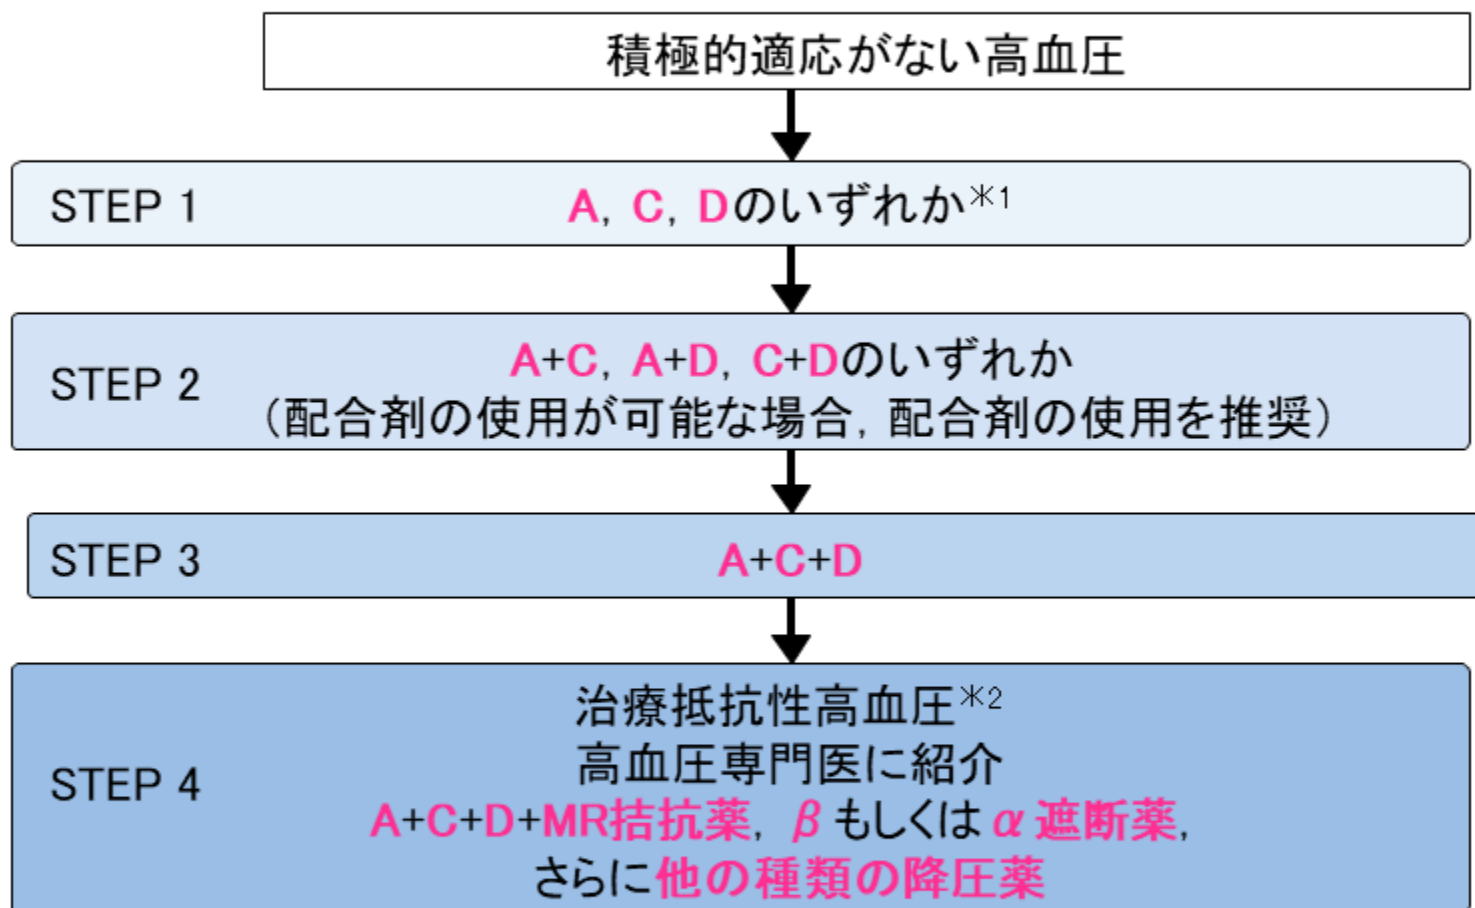 積極的適応がない高血圧
STEP 1
A, C, Dのいずれか*1
STEP 2
A+C, A+D, C+Dのいずれか
（配合剤の使用が可能な場合, 配合剤の使用を推奨）
STEP 3
A+C+D
STEP 4
治療抵抗性高血圧*2
高血圧専門医に紹介
A+C+D+MR拮抗薬, βもしくはα遮断薬,
さらに他の種類の降圧薬